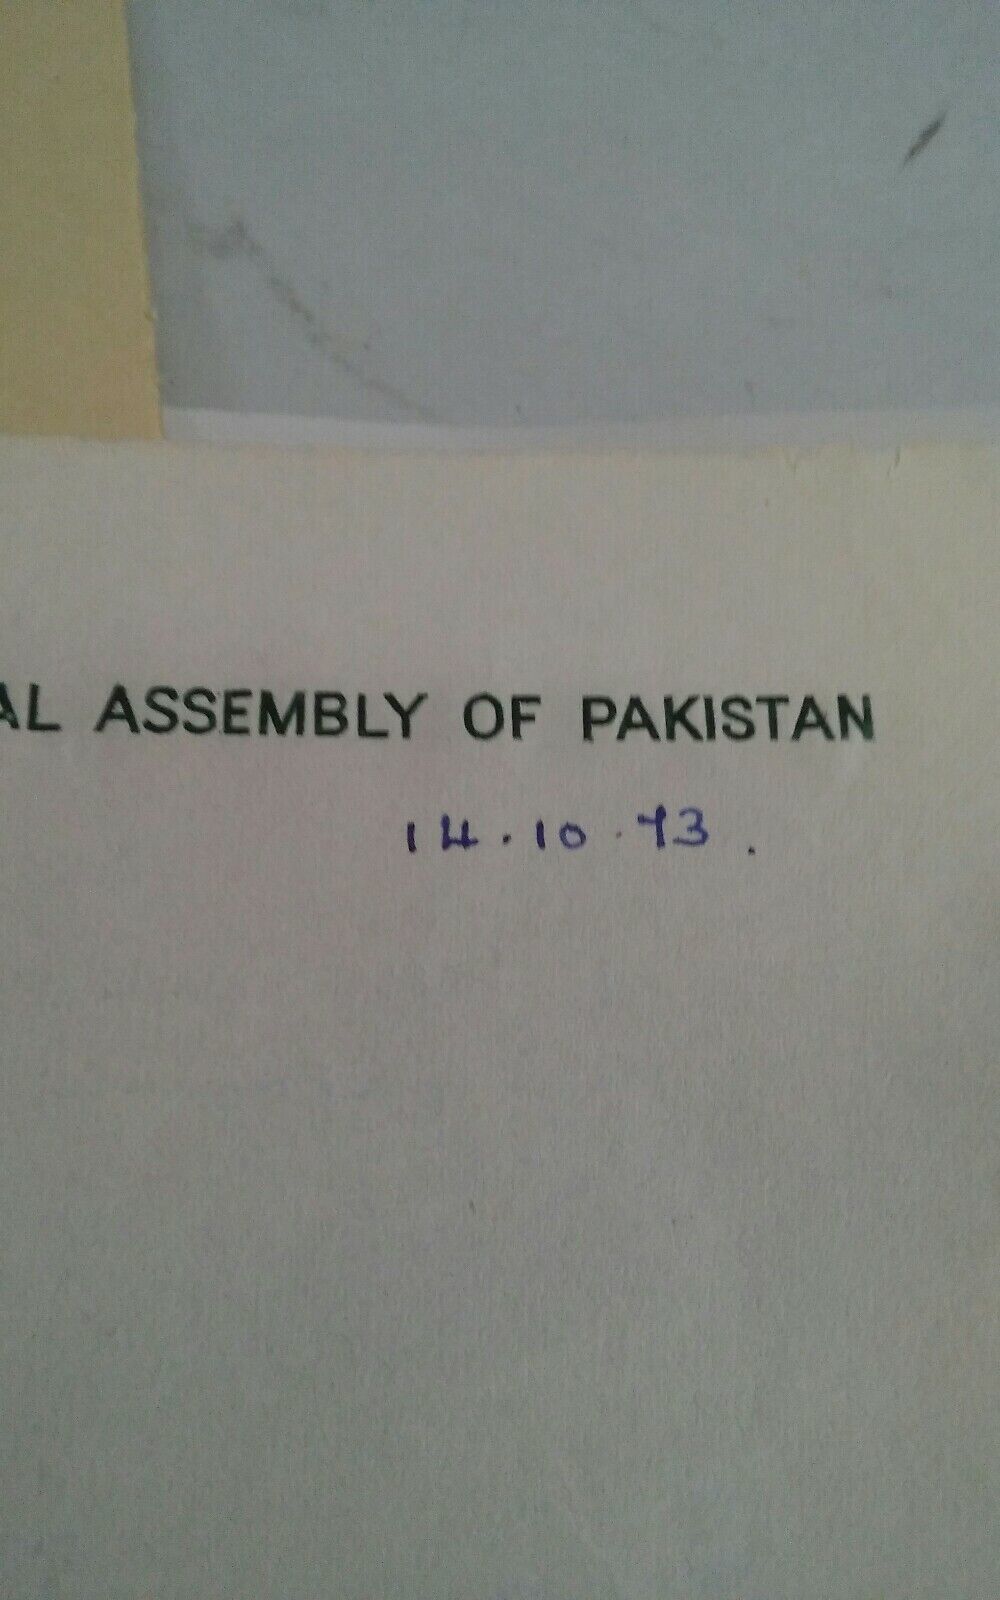 AL ASSEMBLY OF PAKISTAN
14.10.73.